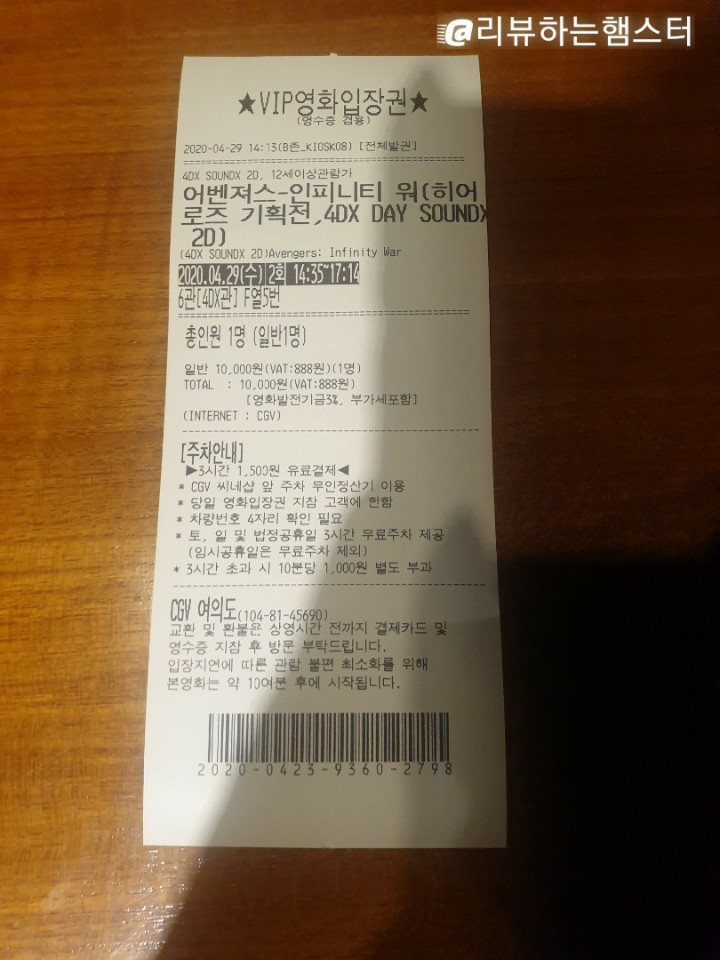 @리뷰하는햄스터
★VIP영화입장권★
(영수증 겸용)
2020-04-29 14:13(B존_KIOSK08) [전체발권]
4DX SOUNDX 2D, 12세이상관람가
어벤져스-인피니티 워(히어
로즈 기획전,4DX DAY SOUNDX
2D)
(4DX SOUNDX 2D)Avengers: Infinity War
2020.04.29(수) 2회 14:35~17:14
6관[4DX관] F열5번
총인원 1명 (일반1명)
일반 10,000원(VAT:888원)(1명)
TOTAL : 10,000원(VAT:888원)
[영화발전기금3%, 부가세포함]
(INTERNET : CGV)
[주차안내]
▶3시간 1,500원 유료결제◀
* CGV 씨네샵 앞 주차 무인정산기 이용
* 당일 영화입장권 지참 고객에 한함
* 차량번호 4자리 확인 필요
* 토, 일 및 법정공휴일 3시간 무료주차 제공
(임시공휴일은 무료주차 제외)
* 3시간 초과 시 10분당 1,000원 별도 부과
CGV 여의도(104-81-45690)
교환 및 환불은 상영시간 전까지 결제카드 및
영수증 지참 후 방문 부탁드립니다.
입장지연에 따른 관람 불편 최소화를 위해
본영화는 약 10여분 후에 시작됩니다.
2020-0423-9360-2798